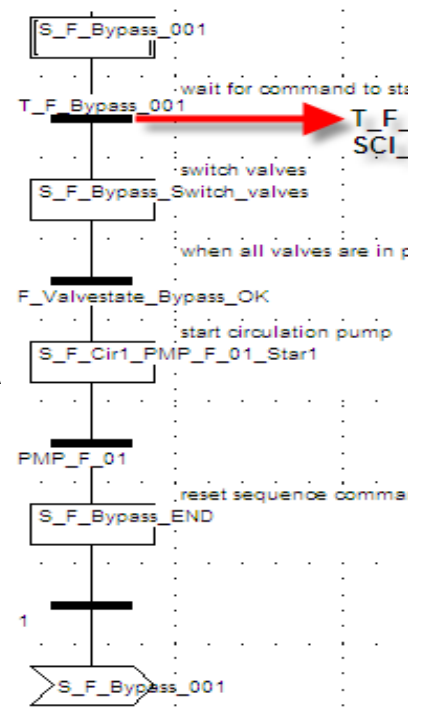 S_F_Bypass_001
wait for command to sta
T_F_Bypass_001
T_F_
SCI_
switch valves
S_F_Bypass_Switch_valves
when all valves are in p
F_Valvestate_Bypass_OK
start circulation pump
S_F_Cir1_PMP_F_01_Star1
PMP_F_01
reset sequence comma
S_F_Bypass_END
1
S_F_Bypass_001